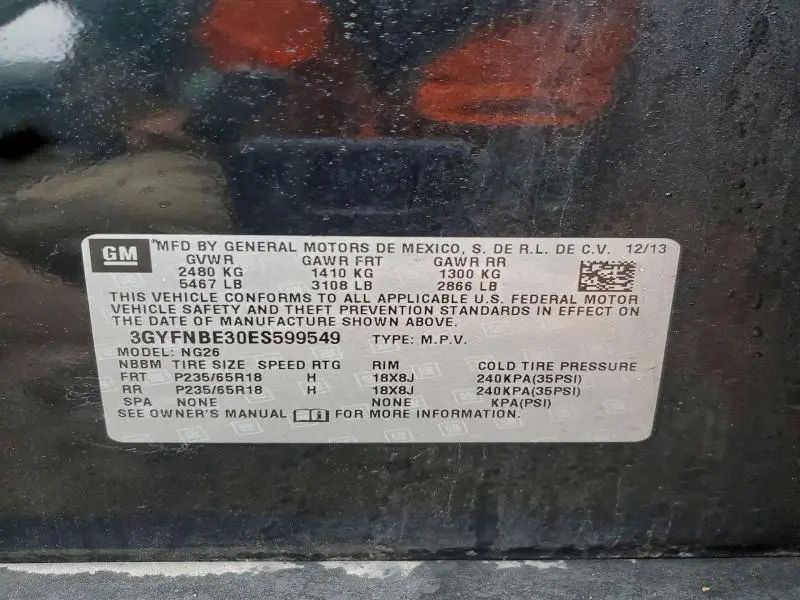 GM MFD BY GENERAL MOTORS DE MEXICO, S. DE R.L. DE C.V. 12/13
GVWR GAWR FRT GAWR RR
2480 KG 1410 KG 1300 KG
5467 LB 3108 LB 2866 LB
THIS VEHICLE CONFORMS TO ALL APPLICABLE U.S. FEDERAL MOTOR
VEHICLE SAFETY AND THEFT PREVENTION STANDARDS IN EFFECT ON
THE DATE OF MANUFACTURE SHOWN ABOVE.
3GYFNBE30ES599549 TYPE: M.P.V.
MODEL: NG26
NBBM TIRE SIZE SPEED RTG RIM COLD TIRE PRESSURE
FRT P235/65R18 H 18X8J 240KPA(35PSI)
RR P235/65R18 H 18X8J 240KPA(35PSI)
SPA NONE NONE KPA(PSI)
SEE OWNER'S MANUAL FOR MORE INFORMATION.